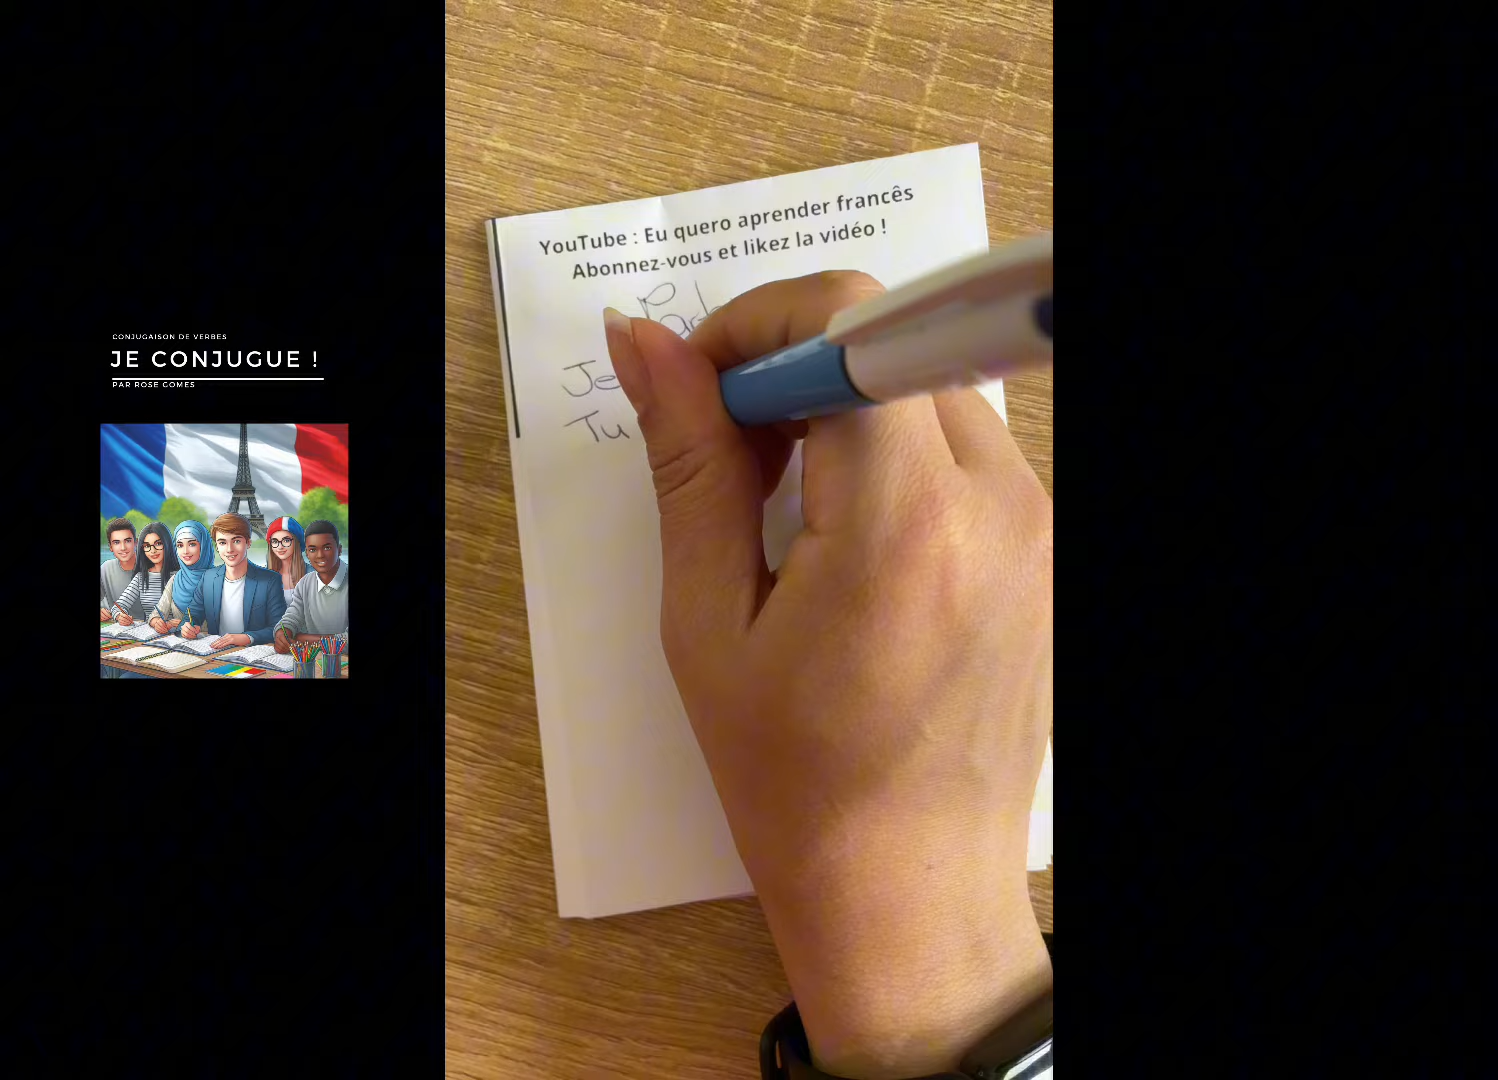 CONJUGAISON DE VERBES
JE CONJUGUE !
PAR ROSE GOMES
YouTube : Eu quero aprender francês
Abonnez-vous et likez la vidéo !
Je
Tu